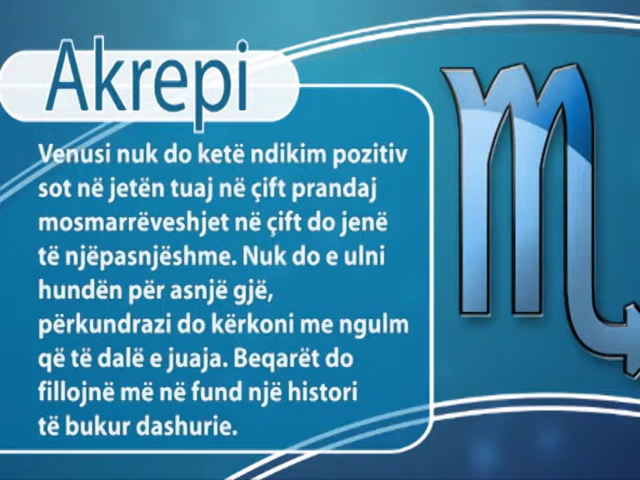 Akrepi
Venusi nuk do ketë ndikim pozitiv
sot në jetën tuaj në çift prandaj
mosmarrëveshjet në çift do jenë
të njëpasnjëshme. Nuk do e ulni
hundën për asnjë gjë,
përkundrazi do kërkoni me ngulm
që të dalë e juaja. Beqarët do
fillojnë më në fund një histori
të bukur dashurie.